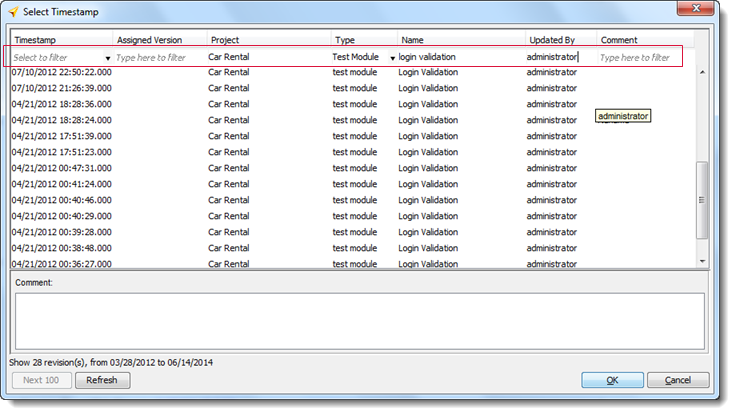 Select Timestamp
Timestamp Assigned Version Project Type Name Updated By Comment
Select to filter Type here to filter Car Rental Test Module login validation administrator Type here to filter
07/10/2012 22:50:22.000 Car Rental test module Login Validation administrator
07/10/2012 21:26:39.000 Car Rental test module Login Validation administrator
04/21/2012 18:28:36.000 Car Rental test module Login Validation administrator
04/21/2012 18:28:24.000 Car Rental test module Login Validation administrator
administrator
04/21/2012 17:51:39.000 Car Rental test module Login Validation administrator
04/21/2012 17:51:23.000 Car Rental test module Login Validation administrator
04/21/2012 00:47:31.000 Car Rental test module Login Validation administrator
04/21/2012 00:41:24.000 Car Rental test module Login Validation administrator
04/21/2012 00:40:46.000 Car Rental test module Login Validation administrator
04/21/2012 00:40:29.000 Car Rental test module Login Validation administrator
04/21/2012 00:39:28.000 Car Rental test module Login Validation administrator
04/21/2012 00:38:48.000 Car Rental test module Login Validation administrator
04/21/2012 00:36:27.000 Car Rental test module Login Validation administrator
Comment:
Show 28 revision(s), from 03/28/2012 to 06/14/2014
Next 100 Refresh OK Cancel